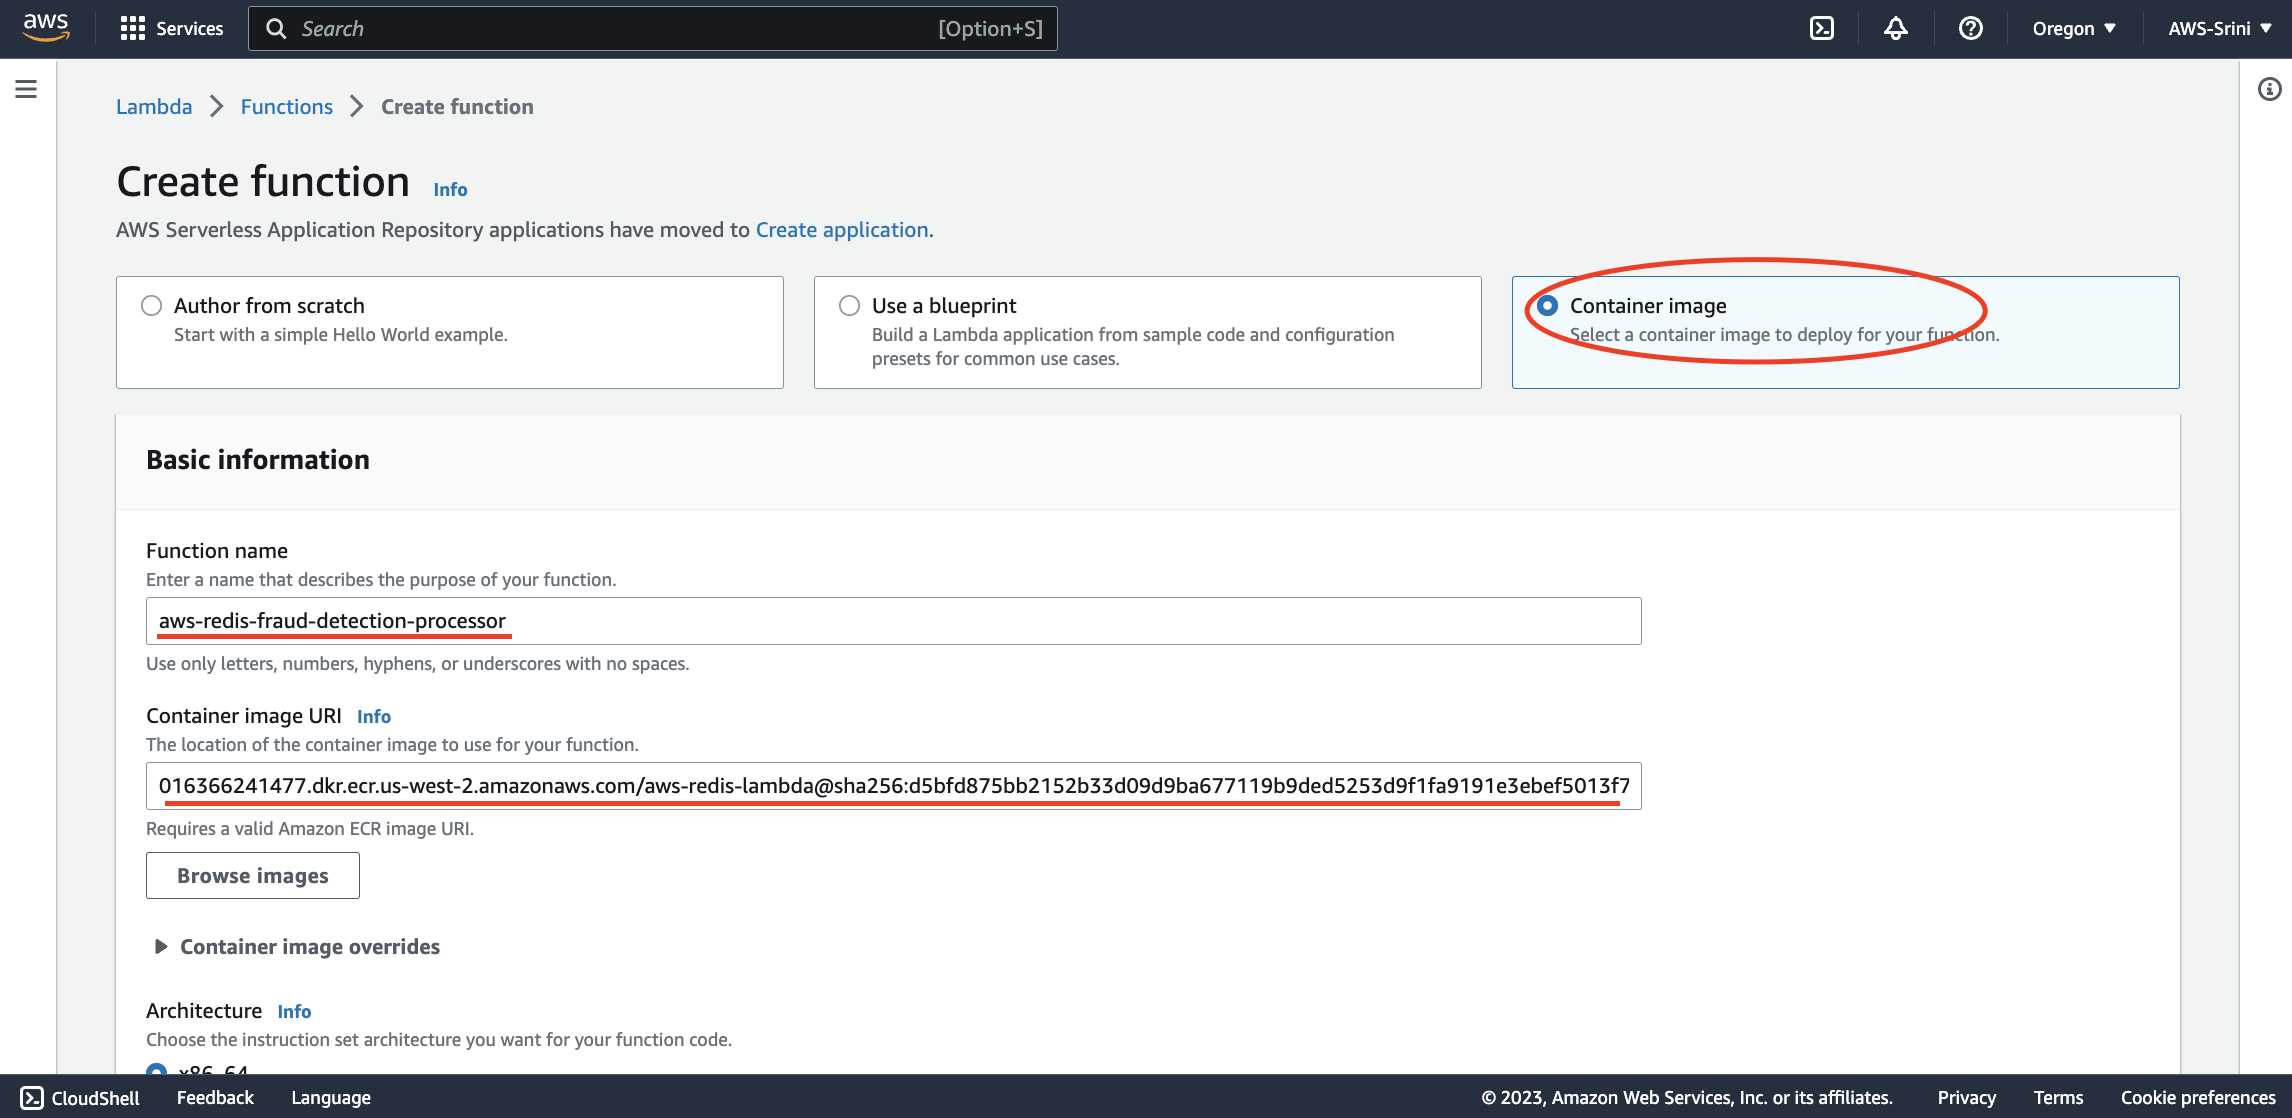 aws
Services
Search
[Option+S]
Oregon
AWS-Srini
Lambda
Functions
Create function
Create function
Info
AWS Serverless Application Repository applications have moved to Create application.
Author from scratch
Start with a simple Hello World example.
Use a blueprint
Build a Lambda application from sample code and configuration
presets for common use cases.
Container image
Select a container image to deploy for your function.
Basic information
Function name
Enter a name that describes the purpose of your function.
aws-redis-fraud-detection-processor
Use only letters, numbers, hyphens, or underscores with no spaces.
Container image URI Info
The location of the container image to use for your function.
016366241477.dkr.ecr.us-west-2.amazonaws.com/aws-redis-lambda@sha256:d5bfd875bb2152b33d09d9ba677119b9ded5253d9f1fa9191e3ebef5013f7
Requires a valid Amazon ECR image URI.
Browse images
Container image overrides
Architecture Info
Choose the instruction set architecture you want for your function code.
x86_64
CloudShell
Feedback
Language
© 2023, Amazon Web Services, Inc. or its affiliates.
Privacy
Terms
Cookie preferences